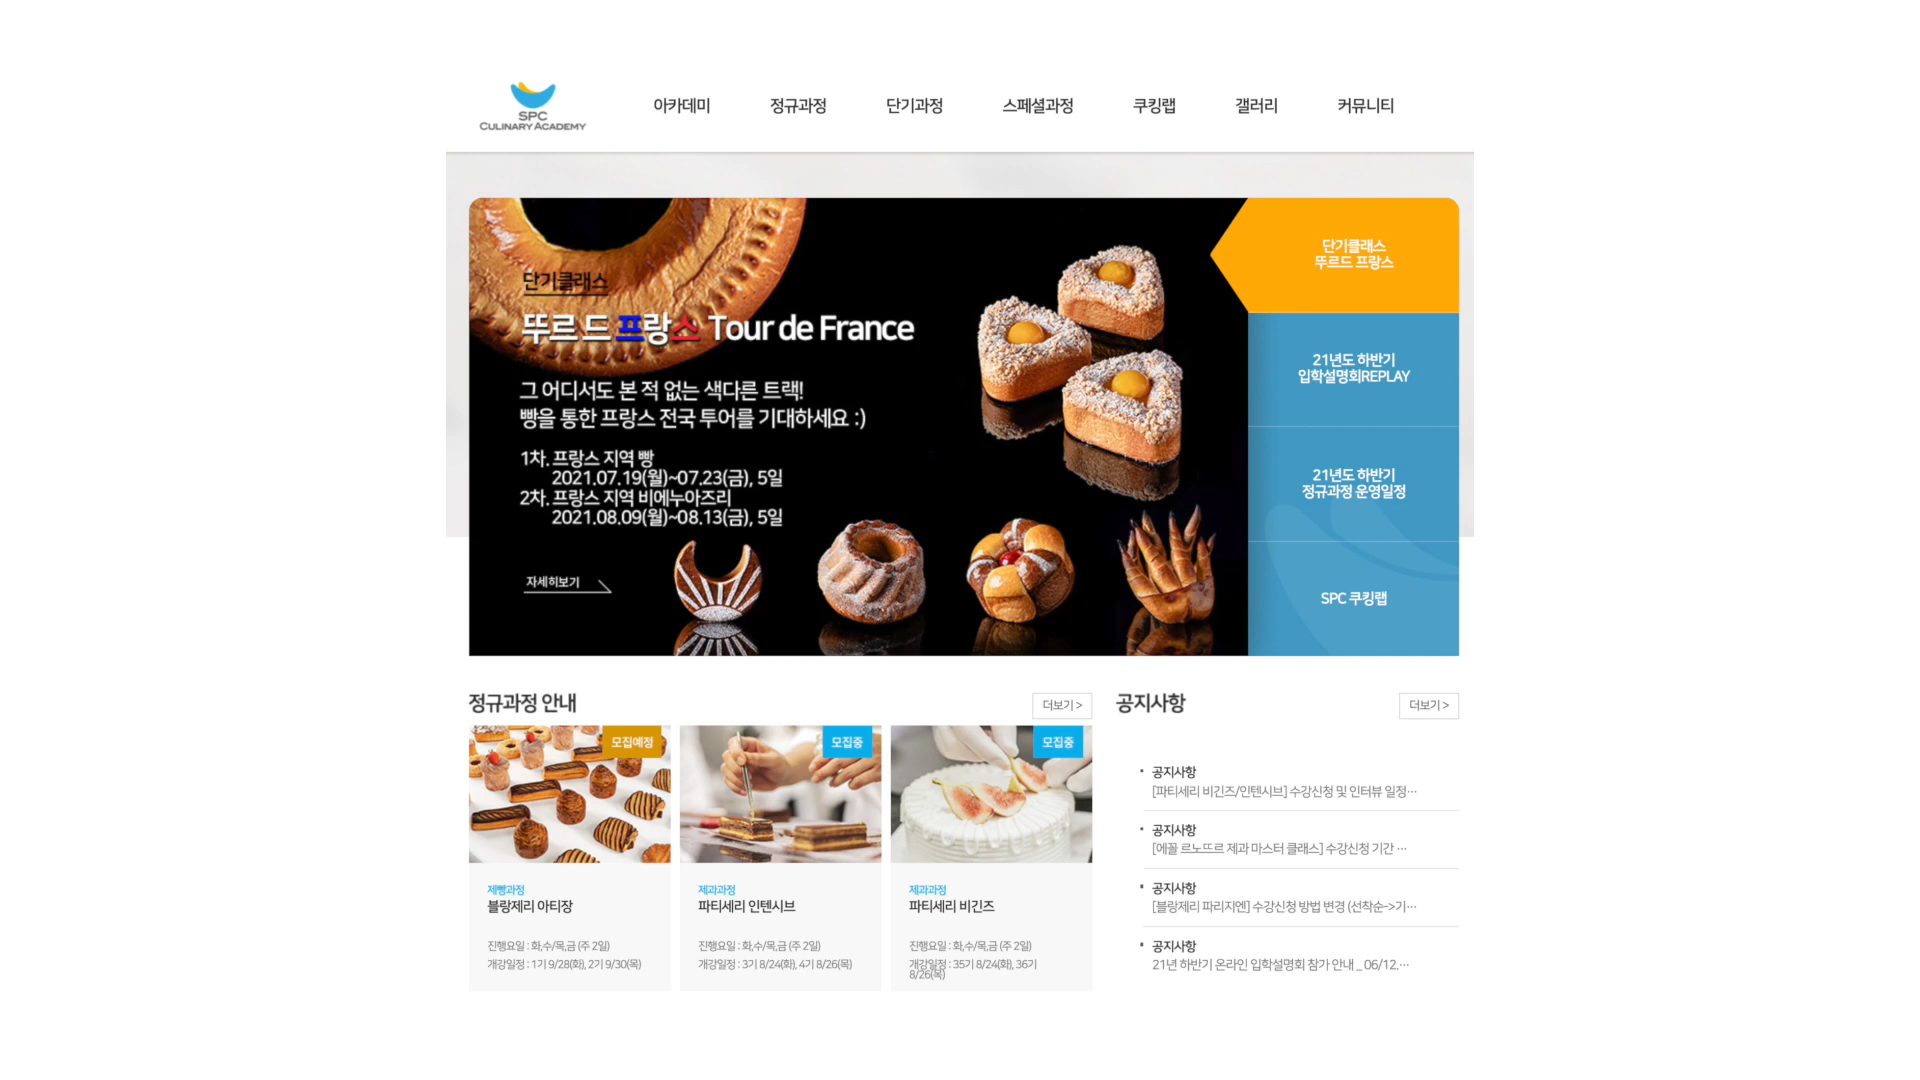 SPC
CULINARY ACADEMY
아카데미
정규과정
단기과정
스페셜과정
쿠킹랩
갤러리
커뮤니티
단기클래스
뚜르 드 프랑스 Tour de France
그 어디서도 본 적 없는 색다른 트랙!
빵을 통한 프랑스 전국 투어를 기대하세요 :)
1차. 프랑스 지역 빵
2021.07.19(월)~07.23(금), 5일
2차. 프랑스 지역 비에누아즈리
2021.08.09(월)~08.13(금), 5일
자세히보기
단기클래스
뚜르드 프랑스
21년도 하반기
입학설명회REPLAY
21년도 하반기
정규과정 운영일정
SPC 쿠킹랩
정규과정 안내
더보기 >
모집예정
제빵과정
블랑제리 아티장
진행요일 : 화,수/목,금 (주 2일)
개강일정 : 1기 9/28(화), 2기 9/30(목)
모집중
제과과정
파티세리 인텐시브
진행요일 : 화,수/목,금 (주 2일)
개강일정 : 3기 8/24(화), 4기 8/26(목)
모집중
제과과정
파티세리 비긴즈
진행요일 : 화,수/목,금 (주 2일)
개강일정 : 35기 8/24(화), 36기
8/26(목)
공지사항
더보기 >
공지사항
[파티세리 비긴즈/인텐시브] 수강신청 및 인터뷰 일정…
공지사항
[에꼴 르노뜨르 제과 마스터 클래스] 수강신청 기간 …
공지사항
[블랑제리 파리지엔] 수강신청 방법 변경 (선착순->기…
공지사항
21년 하반기 온라인 입학설명회 참가 안내 _ 06/12.…